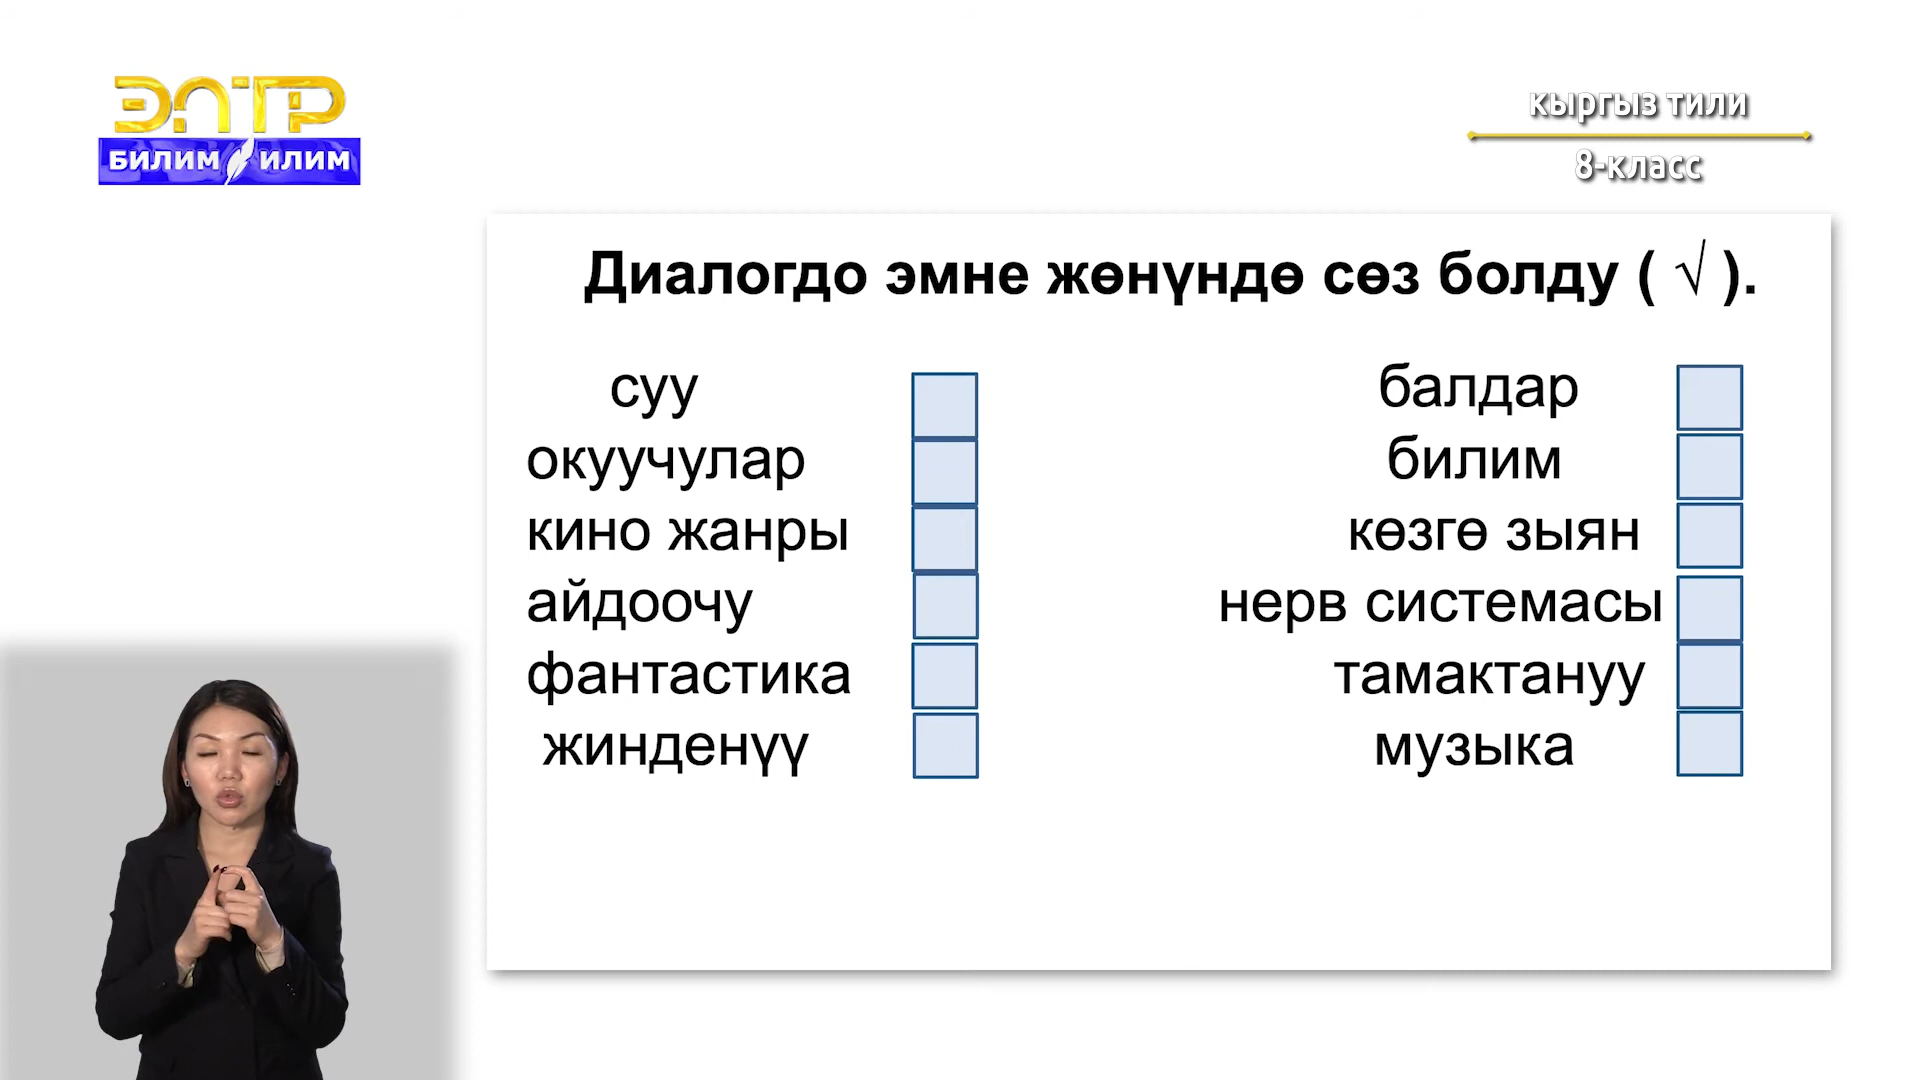 ЭЛТР
БИЛИМ ИЛИМ
кыргыз тили
8-класс
Диалогдо эмне жөнүндө сөз болду ( √ ).
суу
окуучулар
кино жанры
айдоочу
фантастика
жинденүү
балдар
билим
көзгө зыян
нерв системасы
тамактануу
музыка